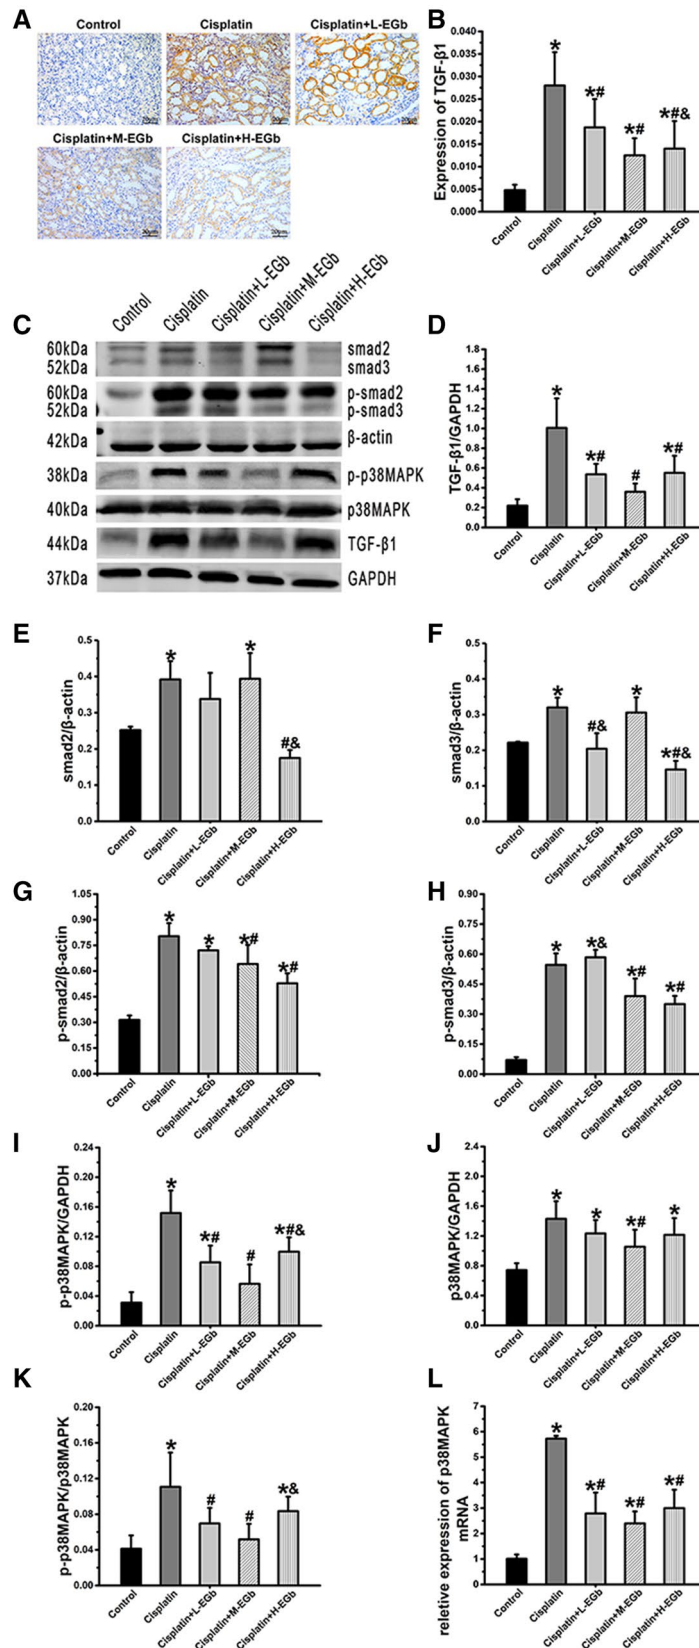 A
Control
Cisplatin
Cisplatin+L-EGb
Cisplatin+M-EGb
Cisplatin+H-EGb
B
Expression of TGF-β1
0.040
0.035
0.030
0.025
0.020
0.015
0.010
0.005
0.000
*
*#
*#
*#&
Control
Cisplatin
Cisplatin+L-EGb
Cisplatin+M-EGb
Cisplatin+H-EGb
C
Control
Cisplatin
Cisplatin+L-EGb
Cisplatin+M-EGb
Cisplatin+H-EGb
60kDa smad2
52kDa smad3
60kDa p-smad2
52kDa p-smad3
42kDa β-actin
38kDa p-p38MAPK
40kDa p38MAPK
44kDa TGF-β1
37kDa GAPDH
D
TGF-β1/GAPDH
1.8
1.6
1.4
1.2
1.0
0.8
0.6
0.4
0.2
0.0
*
*#
#
*#
Control
Cisplatin
Cisplatin+L-EGb
Cisplatin+M-EGb
Cisplatin+H-EGb
E
smad2/β-actin
0.5
0.4
0.3
0.2
0.1
0.0
*
*
#&
Control
Cisplatin
Cisplatin+L-EGb
Cisplatin+M-EGb
Cisplatin+H-EGb
F
smad3/β-actin
0.5
0.4
0.3
0.2
0.1
0.0
*
#&
*
*#&
Control
Cisplatin
Cisplatin+L-EGb
Cisplatin+M-EGb
Cisplatin+H-EGb
G
p-smad2/β-actin
1.05
0.90
0.75
0.60
0.45
0.30
0.15
0.00
*
*
*#
*#
Control
Cisplatin
Cisplatin+L-EGb
Cisplatin+M-EGb
Cisplatin+H-EGb
H
p-smad3/β-actin
0.90
0.75
0.60
0.45
0.30
0.15
0.00
*
*&
*#
*#
Control
Cisplatin
Cisplatin+L-EGb
Cisplatin+M-EGb
Cisplatin+H-EGb
I
p-p38MAPK/GAPDH
0.24
0.20
0.16
0.12
0.08
0.04
0.00
*
*#
#
*#&
Control
Cisplatin
Cisplatin+L-EGb
Cisplatin+M-EGb
Cisplatin+H-EGb
J
p38MAPK/GAPDH
2.4
2.0
1.6
1.2
0.8
0.4
0.0
*
*
*#
*
Control
Cisplatin
Cisplatin+L-EGb
Cisplatin+M-EGb
Cisplatin+H-EGb
K
p-p38MAPK/p38MAPK
0.20
0.16
0.12
0.08
0.04
0.00
*
#
#
*&
Control
Cisplatin
Cisplatin+L-EGb
Cisplatin+M-EGb
Cisplatin+H-EGb
L
reletive expression of p38MAPK
mRNA
7
6
5
4
3
2
1
0
*
*#
*#
*#
Control
Cisplatin
Cisplatin+L-EGb
Cisplatin+M-EGb
Cisplatin+H-EGb